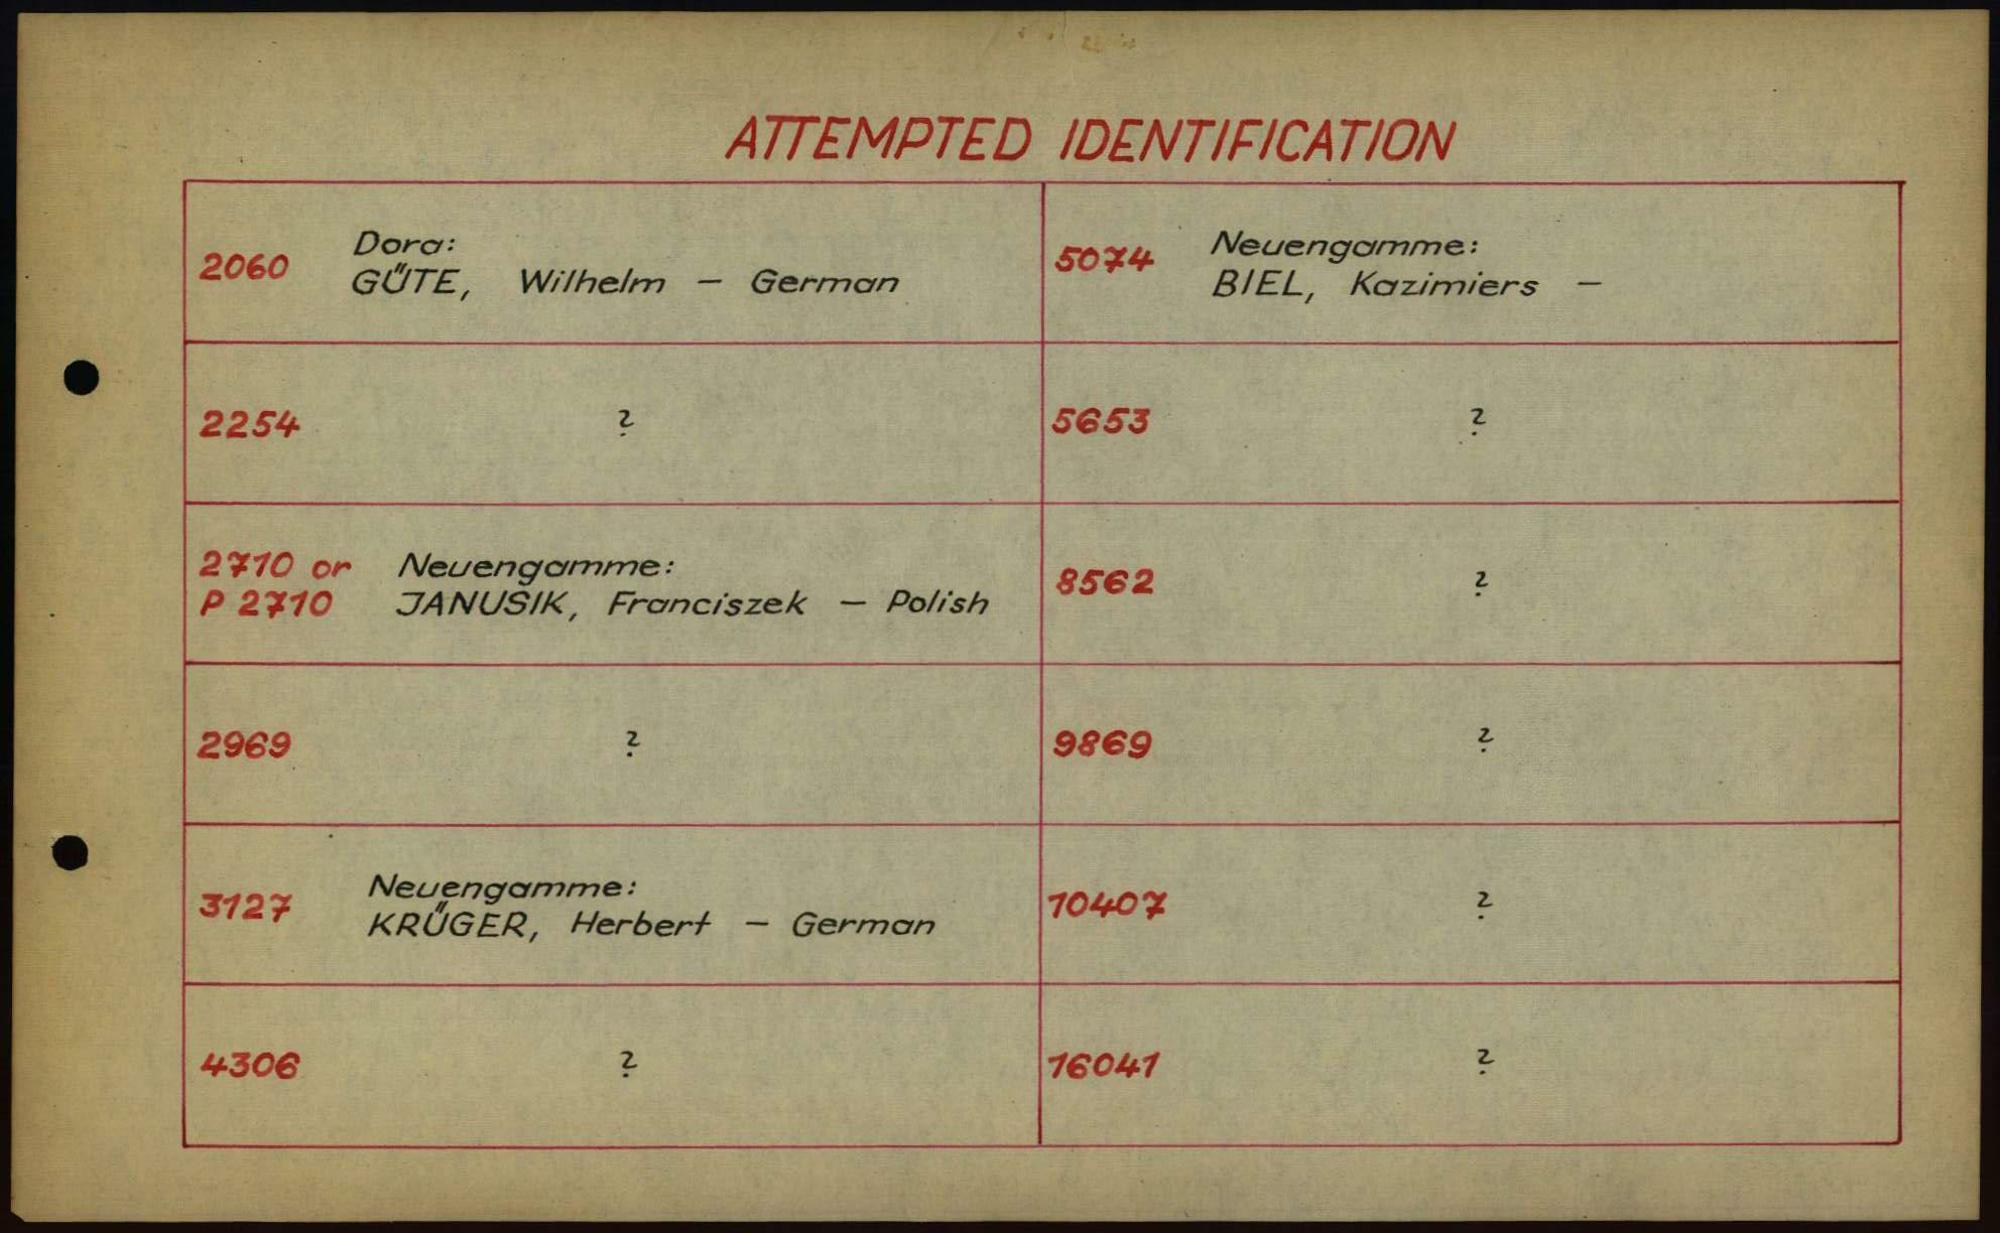 ATTEMPTED IDENTIFICATION
2060 Dora:
GÜTE, Wilhelm – German
2254 ?
2710 or Neuengamme:
P 2710 JANUSIK, Franciszek – Polish
2969 ?
3127 Neuengamme:
KRÜGER, Herbert – German
4306 ?
5074 Neuengamme:
BIEL, Kazimiers –
5653 ?
8562 ?
9869 ?
10407 ?
16041 ?